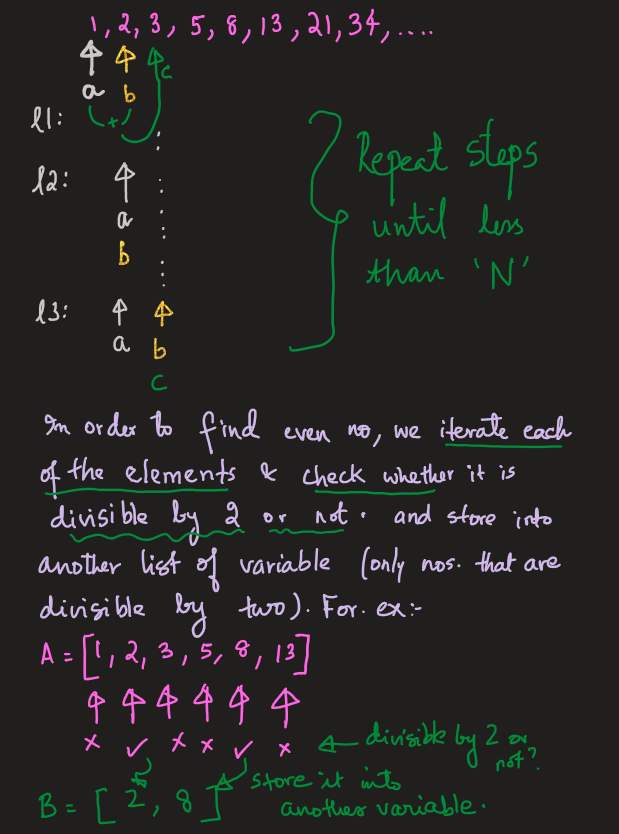 1, 2, 3, 5, 8, 13, 21, 34, ....
c
a b
+
l1:
l2:
a
b
l3:
a b
c
Repeat steps
until less
than 'N'
In order to find even no, we iterate each
of the elements & check whether it is
divisible by 2 or not. and store into
another list of variable (only nos. that are
divisible by two). For. ex:-
A = [1, 2, 3, 5, 8, 13]
x ✓ x x ✓ x
divisible by 2 or
not?
B = [2, 8]
store it into
another variable.